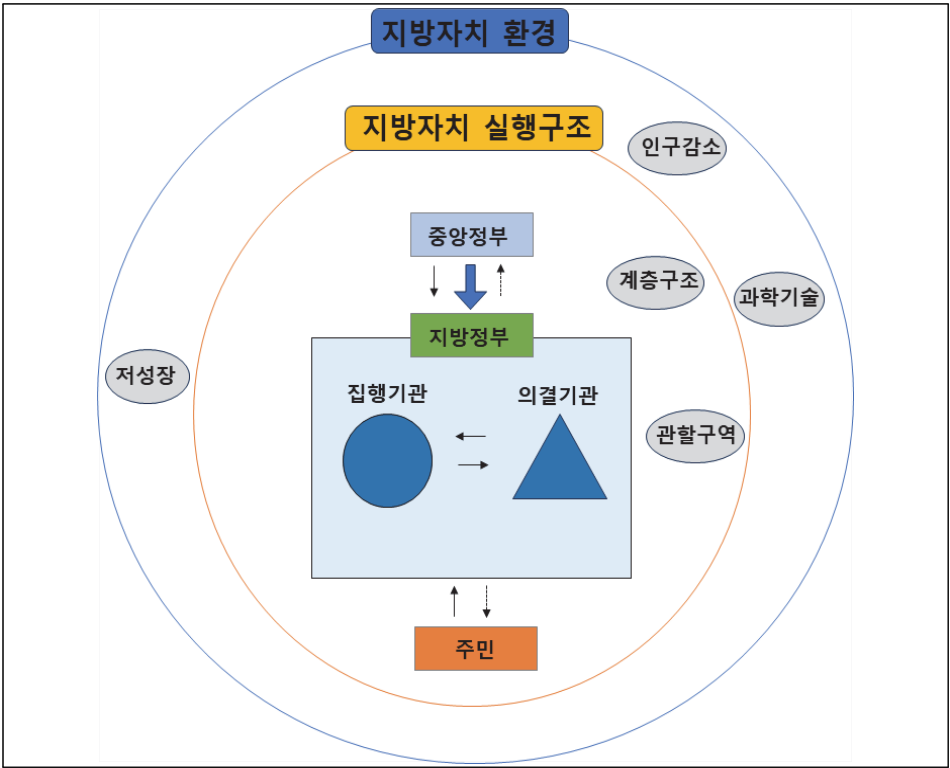 지방자치 환경
지방자치 실행구조
인구감소
중앙정부
계층구조
과학기술
지방정부
저성장
집행기관
의결기관
관할구역
주민